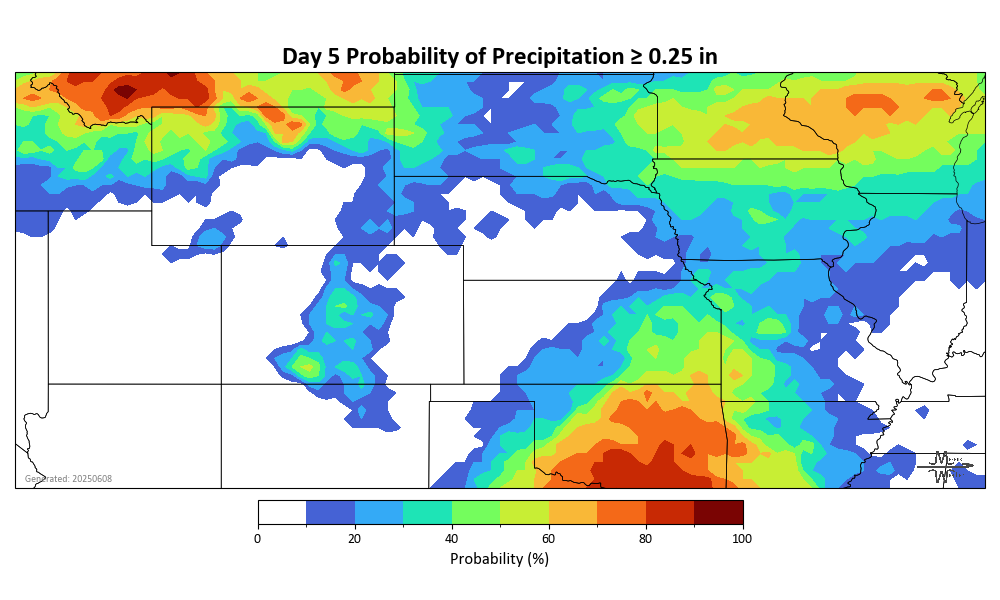 Day 5 Probability of Precipitation ≥ 0.25 in
Generated: 20250608
0 20 40 60 80 100
Probability (%)